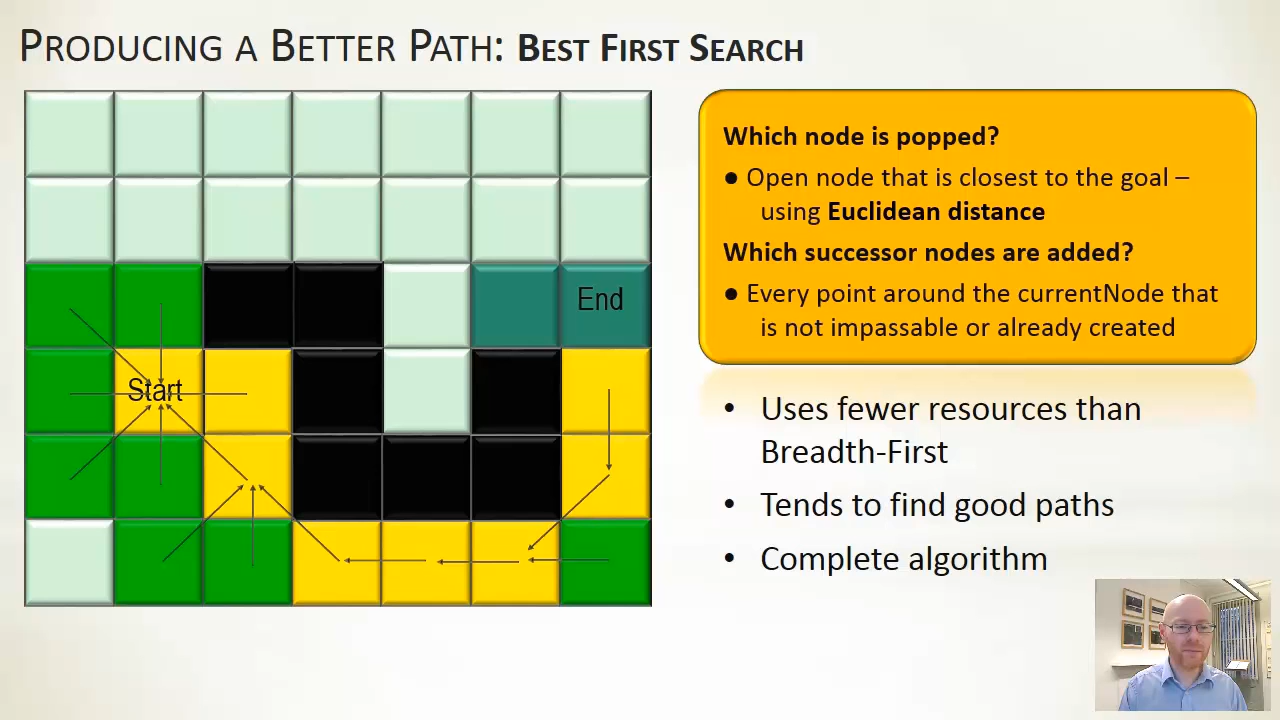 PRODUCING A BETTER PATH: BEST FIRST SEARCH
End
Start
Which node is popped?
● Open node that is closest to the goal –
using Euclidean distance
Which successor nodes are added?
● Every point around the currentNode that
is not impassable or already created
• Uses fewer resources than
Breadth-First
• Tends to find good paths
• Complete algorithm